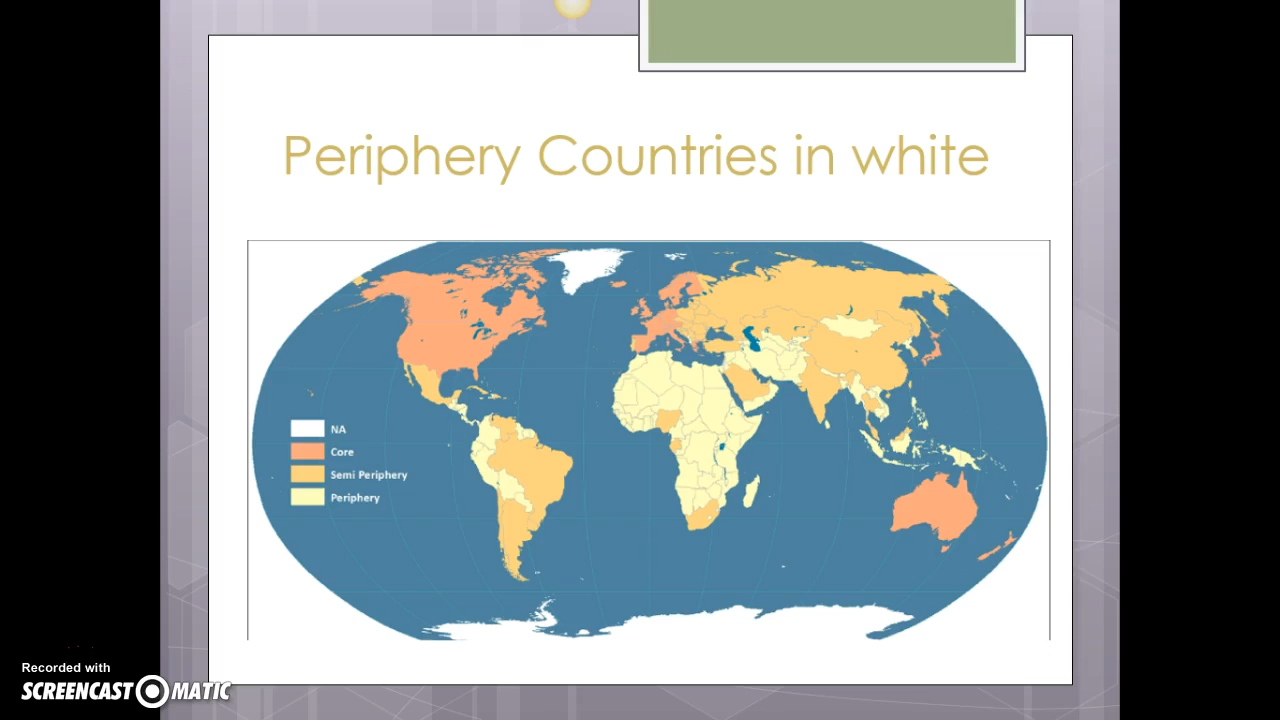 Periphery Countries in white
NA
Core
Semi Periphery
Periphery
Recorded with
SCREENCAST O MATIC